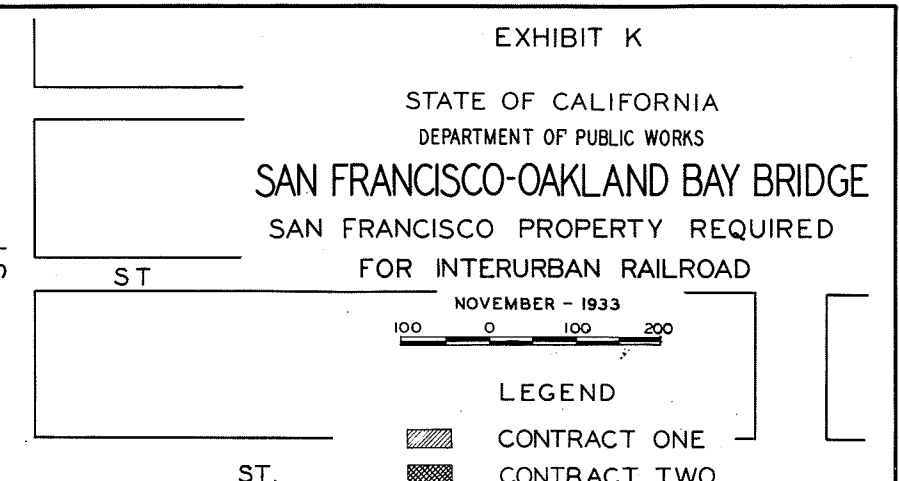 EXHIBIT K
STATE OF CALIFORNIA
DEPARTMENT OF PUBLIC WORKS
SAN FRANCISCO-OAKLAND BAY BRIDGE
SAN FRANCISCO PROPERTY REQUIRED
FOR INTERURBAN RAILROAD
ST
NOVEMBER - 1933
100 0 100 200
LEGEND
CONTRACT ONE
CONTRACT TWO
ST.